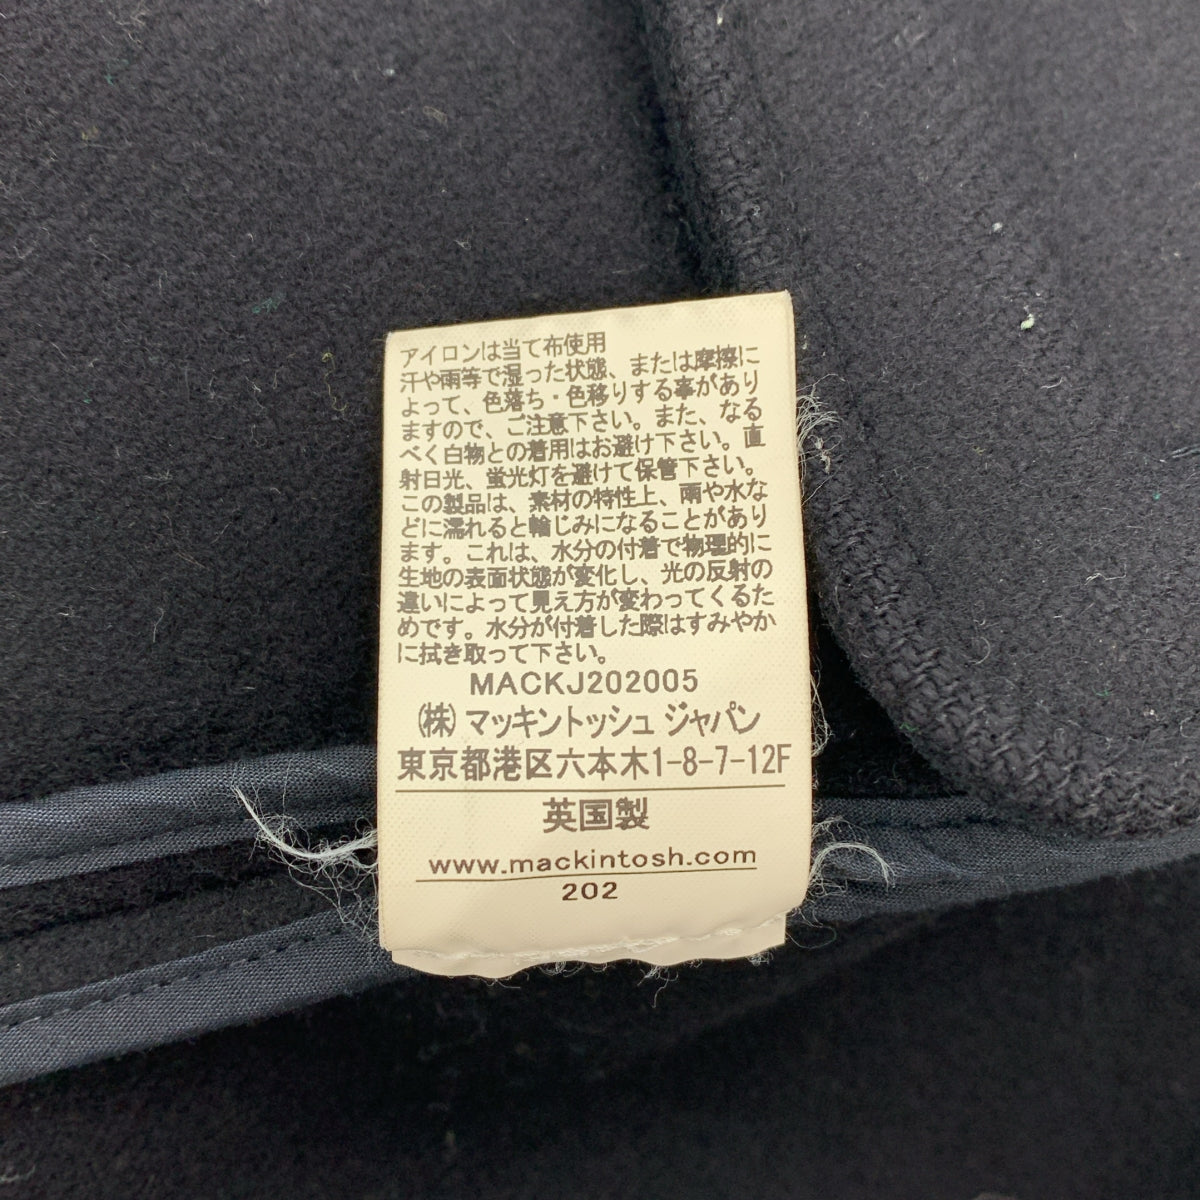 アイロンは当て布使用
汗や雨等で湿った状態、または摩擦に
よって、色落ち・色移りする事があり
ますので、ご注意下さい。また、なる
べく白物との着用はお避け下さい。直
射日光、蛍光灯を避けて保管下さい。
この製品は、素材の特性上、雨や水な
どに濡れると輪じみになることがあり
ます。これは、水分の付着で物理的に
生地の表面状態が変化し、光の反射の
違いによって見え方が変わってくるた
めです。水分が付着した際はすみやか
に拭き取って下さい。
MACKJ202005
(株)マッキントッシュ ジャパン
東京都港区六本木1-8-7-12F
英国製
www.mackintosh.com
202